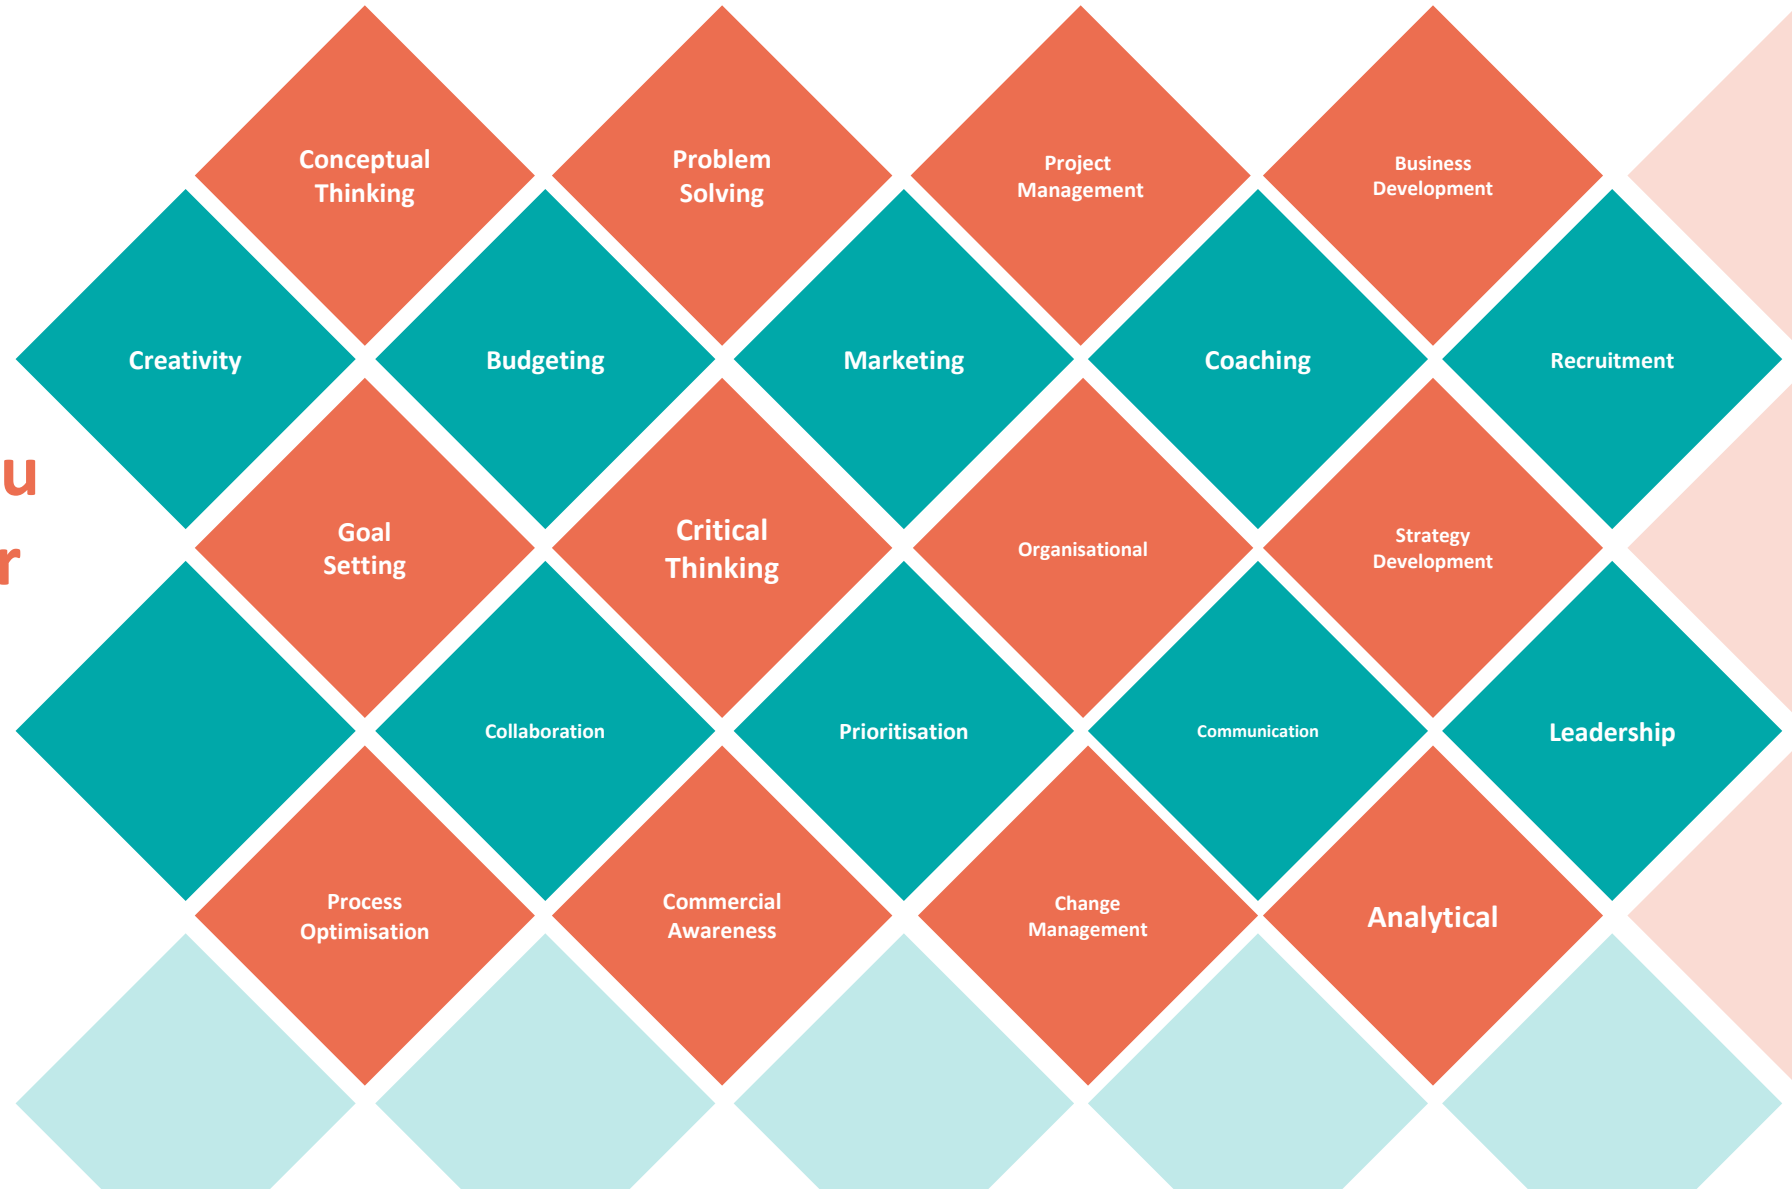 Conceptual
Thinking
Problem
Solving
Project
Management
Business
Development
Creativity
Budgeting
Marketing
Coaching
Recruitment
u
r
Goal
Setting
Critical
Thinking
Organisational
Strategy
Development
Collaboration
Prioritisation
Communication
Leadership
Process
Optimisation
Commercial
Awareness
Change
Management
Analytical